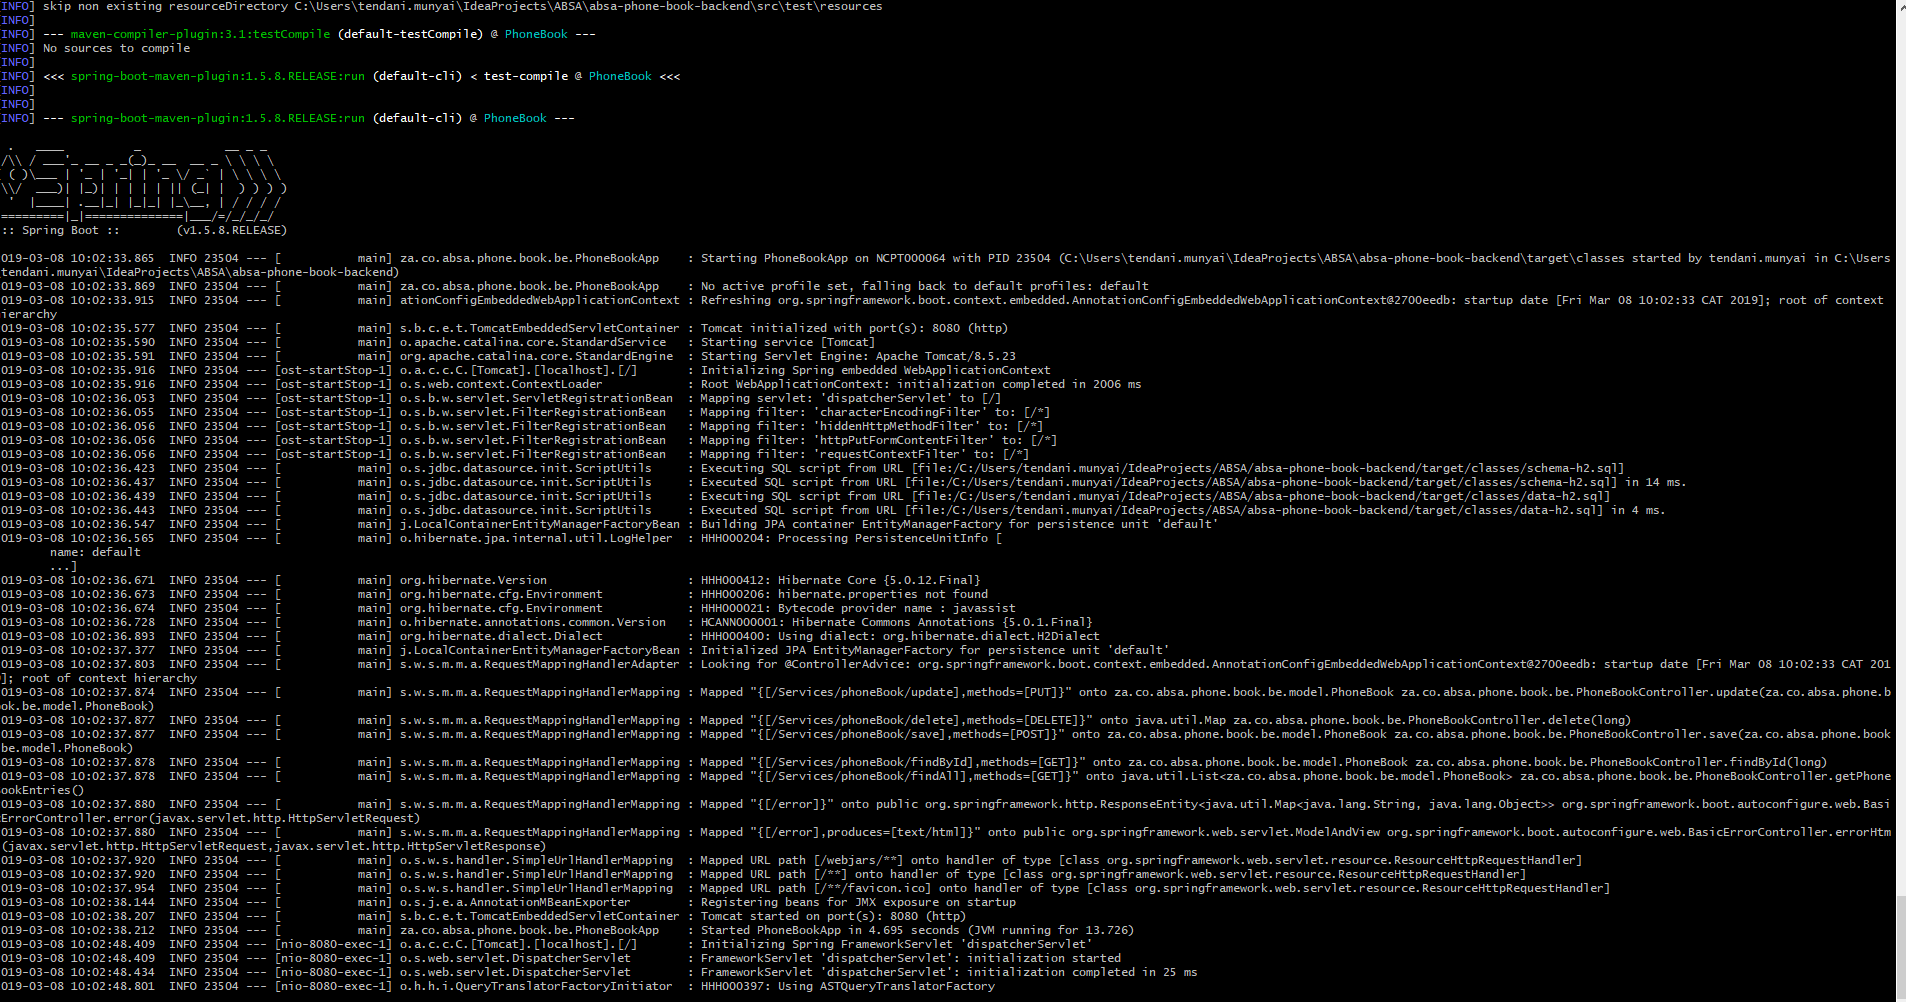 [INFO] skip non existing resourceDirectory C:\Users\tendani.munyai\IdeaProjects\ABSA\absa-phone-book-backend\src\test\resources
[INFO]
[INFO] --- maven-compiler-plugin:3.1:testCompile (default-testCompile) @ PhoneBook ---
[INFO] No sources to compile
[INFO]
[INFO] <<< spring-boot-maven-plugin:1.5.8.RELEASE:run (default-cli) < test-compile @ PhoneBook <<<
[INFO]
[INFO]
[INFO] --- spring-boot-maven-plugin:1.5.8.RELEASE:run (default-cli) @ PhoneBook ---
  .   ____          _            __ _ _
/\\ / ___'_ __ _ _(_)_ __  __ _ \ \ \ \
( )\___ | '_ | '_| | '_ \/ _` | \ \ \ \
\\/  ___)| |_)| | | | | || (_| |  ) ) ) )
 '  |____| .__|_| |_|_| |_\__, | / / / /
=========|_|==============|___/=/_/_/_/
:: Spring Boot ::        (v1.5.8.RELEASE)
019-03-08 10:02:33.865  INFO 23504 --- [           main] za.co.absa.phone.book.be.PhoneBookApp    : Starting PhoneBookApp on NCPT000064 with PID 23504 (C:\Users\tendani.munyai\IdeaProjects\ABSA\absa-phone-book-backend\target\classes started by tendani.munyai in C:\Users
tendani.munyai\IdeaProjects\ABSA\absa-phone-book-backend)
019-03-08 10:02:33.869  INFO 23504 --- [           main] za.co.absa.phone.book.be.PhoneBookApp    : No active profile set, falling back to default profiles: default
019-03-08 10:02:33.915  INFO 23504 --- [           main] ationConfigEmbeddedWebApplicationContext : Refreshing org.springframework.boot.context.embedded.AnnotationConfigEmbeddedWebApplicationContext@2700eedb: startup date [Fri Mar 08 10:02:33 CAT 2019]; root of context
ierarchy
019-03-08 10:02:35.577  INFO 23504 --- [           main] s.b.c.e.t.TomcatEmbeddedServletContainer : Tomcat initialized with port(s): 8080 (http)
019-03-08 10:02:35.590  INFO 23504 --- [           main] o.apache.catalina.core.StandardService   : Starting service [Tomcat]
019-03-08 10:02:35.591  INFO 23504 --- [           main] org.apache.catalina.core.StandardEngine  : Starting Servlet Engine: Apache Tomcat/8.5.23
019-03-08 10:02:35.916  INFO 23504 --- [ost-startStop-1] o.a.c.c.C.[Tomcat].[localhost].[/]       : Initializing Spring embedded WebApplicationContext
019-03-08 10:02:35.916  INFO 23504 --- [ost-startStop-1] o.s.web.context.ContextLoader            : Root WebApplicationContext: initialization completed in 2006 ms
019-03-08 10:02:36.053  INFO 23504 --- [ost-startStop-1] o.s.b.w.servlet.ServletRegistrationBean  : Mapping servlet: 'dispatcherServlet' to [/]
019-03-08 10:02:36.055  INFO 23504 --- [ost-startStop-1] o.s.b.w.servlet.FilterRegistrationBean   : Mapping filter: 'characterEncodingFilter' to: [/*]
019-03-08 10:02:36.056  INFO 23504 --- [ost-startStop-1] o.s.b.w.servlet.FilterRegistrationBean   : Mapping filter: 'hiddenHttpMethodFilter' to: [/*]
019-03-08 10:02:36.056  INFO 23504 --- [ost-startStop-1] o.s.b.w.servlet.FilterRegistrationBean   : Mapping filter: 'httpPutFormContentFilter' to: [/*]
019-03-08 10:02:36.056  INFO 23504 --- [ost-startStop-1] o.s.b.w.servlet.FilterRegistrationBean   : Mapping filter: 'requestContextFilter' to: [/*]
019-03-08 10:02:36.423  INFO 23504 --- [           main] o.s.jdbc.datasource.init.ScriptUtils     : Executing SQL script from URL [file:/C:/Users/tendani.munyai/IdeaProjects/ABSA/absa-phone-book-backend/target/classes/schema-h2.sql]
019-03-08 10:02:36.437  INFO 23504 --- [           main] o.s.jdbc.datasource.init.ScriptUtils     : Executed SQL script from URL [file:/C:/Users/tendani.munyai/IdeaProjects/ABSA/absa-phone-book-backend/target/classes/schema-h2.sql] in 14 ms.
019-03-08 10:02:36.439  INFO 23504 --- [           main] o.s.jdbc.datasource.init.ScriptUtils     : Executing SQL script from URL [file:/C:/Users/tendani.munyai/IdeaProjects/ABSA/absa-phone-book-backend/target/classes/data-h2.sql]
019-03-08 10:02:36.443  INFO 23504 --- [           main] o.s.jdbc.datasource.init.ScriptUtils     : Executed SQL script from URL [file:/C:/Users/tendani.munyai/IdeaProjects/ABSA/absa-phone-book-backend/target/classes/data-h2.sql] in 4 ms.
019-03-08 10:02:36.547  INFO 23504 --- [           main] j.LocalContainerEntityManagerFactoryBean : Building JPA container EntityManagerFactory for persistence unit 'default'
019-03-08 10:02:36.565  INFO 23504 --- [           main] o.hibernate.jpa.internal.util.LogHelper  : HHH000204: Processing PersistenceUnitInfo [
name: default
...]
019-03-08 10:02:36.671  INFO 23504 --- [           main] org.hibernate.Version                    : HHH000412: Hibernate Core {5.0.12.Final}
019-03-08 10:02:36.673  INFO 23504 --- [           main] org.hibernate.cfg.Environment            : HHH000206: hibernate.properties not found
019-03-08 10:02:36.674  INFO 23504 --- [           main] org.hibernate.cfg.Environment            : HHH000021: Bytecode provider name : javassist
019-03-08 10:02:36.728  INFO 23504 --- [           main] o.hibernate.annotations.common.Version   : HCANN000001: Hibernate Commons Annotations {5.0.1.Final}
019-03-08 10:02:36.893  INFO 23504 --- [           main] org.hibernate.dialect.Dialect            : HHH000400: Using dialect: org.hibernate.dialect.H2Dialect
019-03-08 10:02:37.377  INFO 23504 --- [           main] j.LocalContainerEntityManagerFactoryBean : Initialized JPA EntityManagerFactory for persistence unit 'default'
019-03-08 10:02:37.803  INFO 23504 --- [           main] s.w.s.m.m.a.RequestMappingHandlerAdapter : Looking for @ControllerAdvice: org.springframework.boot.context.embedded.AnnotationConfigEmbeddedWebApplicationContext@2700eedb: startup date [Fri Mar 08 10:02:33 CAT 201
]; root of context hierarchy
019-03-08 10:02:37.874  INFO 23504 --- [           main] s.w.s.m.m.a.RequestMappingHandlerMapping : Mapped "{[/Services/phoneBook/update],methods=[PUT]}" onto za.co.absa.phone.book.be.model.PhoneBook za.co.absa.phone.book.be.PhoneBookController.update(za.co.absa.phone.b
ok.be.model.PhoneBook)
019-03-08 10:02:37.877  INFO 23504 --- [           main] s.w.s.m.m.a.RequestMappingHandlerMapping : Mapped "{[/Services/phoneBook/delete],methods=[DELETE]}" onto java.util.Map za.co.absa.phone.book.be.PhoneBookController.delete(long)
019-03-08 10:02:37.877  INFO 23504 --- [           main] s.w.s.m.m.a.RequestMappingHandlerMapping : Mapped "{[/Services/phoneBook/save],methods=[POST]}" onto za.co.absa.phone.book.be.model.PhoneBook za.co.absa.phone.book.be.PhoneBookController.save(za.co.absa.phone.book
be.model.PhoneBook)
019-03-08 10:02:37.878  INFO 23504 --- [           main] s.w.s.m.m.a.RequestMappingHandlerMapping : Mapped "{[/Services/phoneBook/findById],methods=[GET]}" onto za.co.absa.phone.book.be.model.PhoneBook za.co.absa.phone.book.be.PhoneBookController.findById(long)
019-03-08 10:02:37.878  INFO 23504 --- [           main] s.w.s.m.m.a.RequestMappingHandlerMapping : Mapped "{[/Services/phoneBook/findAll],methods=[GET]}" onto java.util.List<za.co.absa.phone.book.be.model.PhoneBook> za.co.absa.phone.book.be.PhoneBookController.getPhone
ookEntries()
019-03-08 10:02:37.880  INFO 23504 --- [           main] s.w.s.m.m.a.RequestMappingHandlerMapping : Mapped "{[/error]}" onto public org.springframework.http.ResponseEntity<java.util.Map<java.lang.String, java.lang.Object>> org.springframework.boot.autoconfigure.web.Basi
ErrorController.error(javax.servlet.http.HttpServletRequest)
019-03-08 10:02:37.880  INFO 23504 --- [           main] s.w.s.m.m.a.RequestMappingHandlerMapping : Mapped "{[/error],produces=[text/html]}" onto public org.springframework.web.servlet.ModelAndView org.springframework.boot.autoconfigure.web.BasicErrorController.errorHtm
(javax.servlet.http.HttpServletRequest,javax.servlet.http.HttpServletResponse)
019-03-08 10:02:37.920  INFO 23504 --- [           main] o.s.w.s.handler.SimpleUrlHandlerMapping  : Mapped URL path [/webjars/**] onto handler of type [class org.springframework.web.servlet.resource.ResourceHttpRequestHandler]
019-03-08 10:02:37.920  INFO 23504 --- [           main] o.s.w.s.handler.SimpleUrlHandlerMapping  : Mapped URL path [/**] onto handler of type [class org.springframework.web.servlet.resource.ResourceHttpRequestHandler]
019-03-08 10:02:37.954  INFO 23504 --- [           main] o.s.w.s.handler.SimpleUrlHandlerMapping  : Mapped URL path [/**/favicon.ico] onto handler of type [class org.springframework.web.servlet.resource.ResourceHttpRequestHandler]
019-03-08 10:02:38.144  INFO 23504 --- [           main] o.s.j.e.a.AnnotationMBeanExporter        : Registering beans for JMX exposure on startup
019-03-08 10:02:38.207  INFO 23504 --- [           main] s.b.c.e.t.TomcatEmbeddedServletContainer : Tomcat started on port(s): 8080 (http)
019-03-08 10:02:38.212  INFO 23504 --- [           main] za.co.absa.phone.book.be.PhoneBookApp    : Started PhoneBookApp in 4.695 seconds (JVM running for 13.726)
019-03-08 10:02:48.409  INFO 23504 --- [nio-8080-exec-1] o.a.c.c.C.[Tomcat].[localhost].[/]       : Initializing Spring FrameworkServlet 'dispatcherServlet'
019-03-08 10:02:48.409  INFO 23504 --- [nio-8080-exec-1] o.s.web.servlet.DispatcherServlet        : FrameworkServlet 'dispatcherServlet': initialization started
019-03-08 10:02:48.434  INFO 23504 --- [nio-8080-exec-1] o.s.web.servlet.DispatcherServlet        : FrameworkServlet 'dispatcherServlet': initialization completed in 25 ms
019-03-08 10:02:48.801  INFO 23504 --- [nio-8080-exec-1] o.h.h.i.QueryTranslatorFactoryInitiator  : HHH000397: Using ASTQueryTranslatorFactory